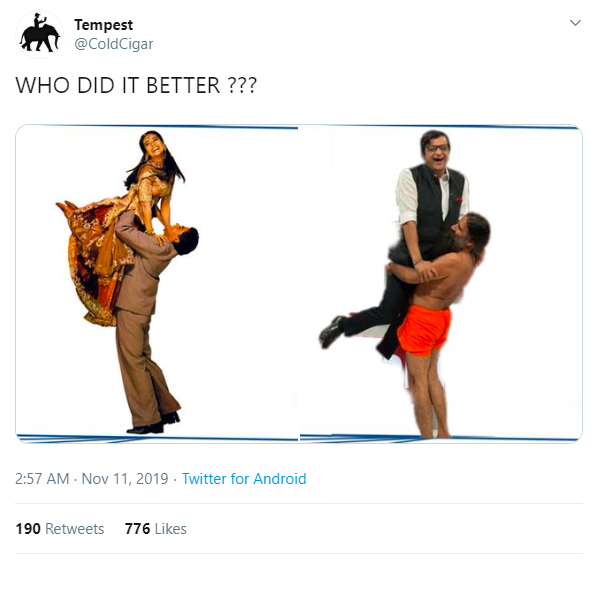 Tempest
@ColdCigar
WHO DID IT BETTER ???
2:57 AM · Nov 11, 2019 · Twitter for Android
190 Retweets 776 Likes